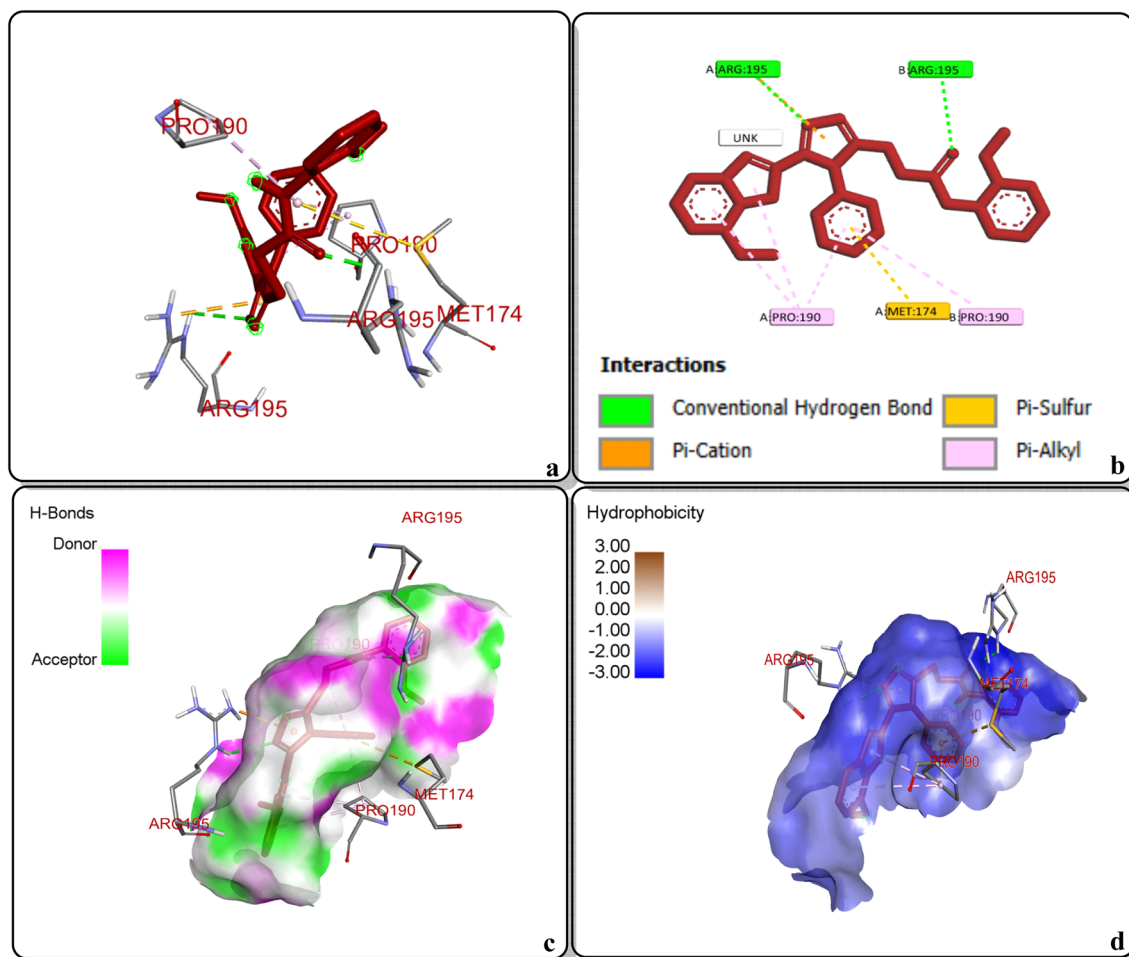 PRO190
PRO190
ARG195
MET174
ARG195
a
A:ARG:195
B:ARG:195
UNK
A:PRO:190
A:MET:174
B:PRO:190
Interactions
Conventional Hydrogen Bond
Pi-Sulfur
Pi-Cation
Pi-Alkyl
b
H-Bonds
Donor
Acceptor
ARG195
PRO190
MET174
PRO190
ARG195
c
Hydrophobicity
3.00
2.00
1.00
0.00
-1.00
-2.00
-3.00
ARG195
ARG195
MET174
PRO190
PRO190
d